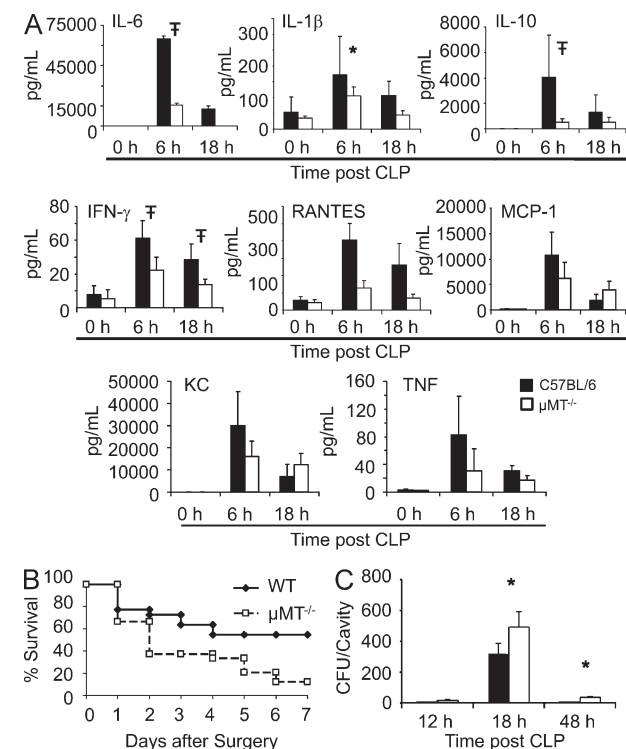 A
IL-6
IL-1β
IL-10
pg/mL
75000
45000
15000
0
Ŧ
0 h 6 h 18 h
pg/mL
300
200
100
0
*
0 h 6 h 18 h
pg/mL
8000
6000
4000
2000
0
Ŧ
0 h 6 h 18 h
Time post CLP
IFN-γ
RANTES
MCP-1
pg/mL
80
60
20
0
Ŧ
Ŧ
0 h 6 h 18 h
pg/mL
500
300
100
0
0 h 6 h 18 h
pg/mL
20000
15000
10000
5000
0
0 h 6 h 18 h
Time post CLP
KC
TNF
C57BL/6
µMT-/-
pg/mL
50000
40000
30000
20000
10000
0
0 h 6 h 18 h
pg/mL
160
120
80
40
0
0 h 6 h 18 h
Time post CLP
B
% Survival
100
80
60
40
20
0
WT
µMT-/-
0 1 2 3 4 5 6 7
Days after Surgery
C
CFU/Cavity
800
600
400
200
0
*
*
12 h 18 h 48 h
Time post CLP